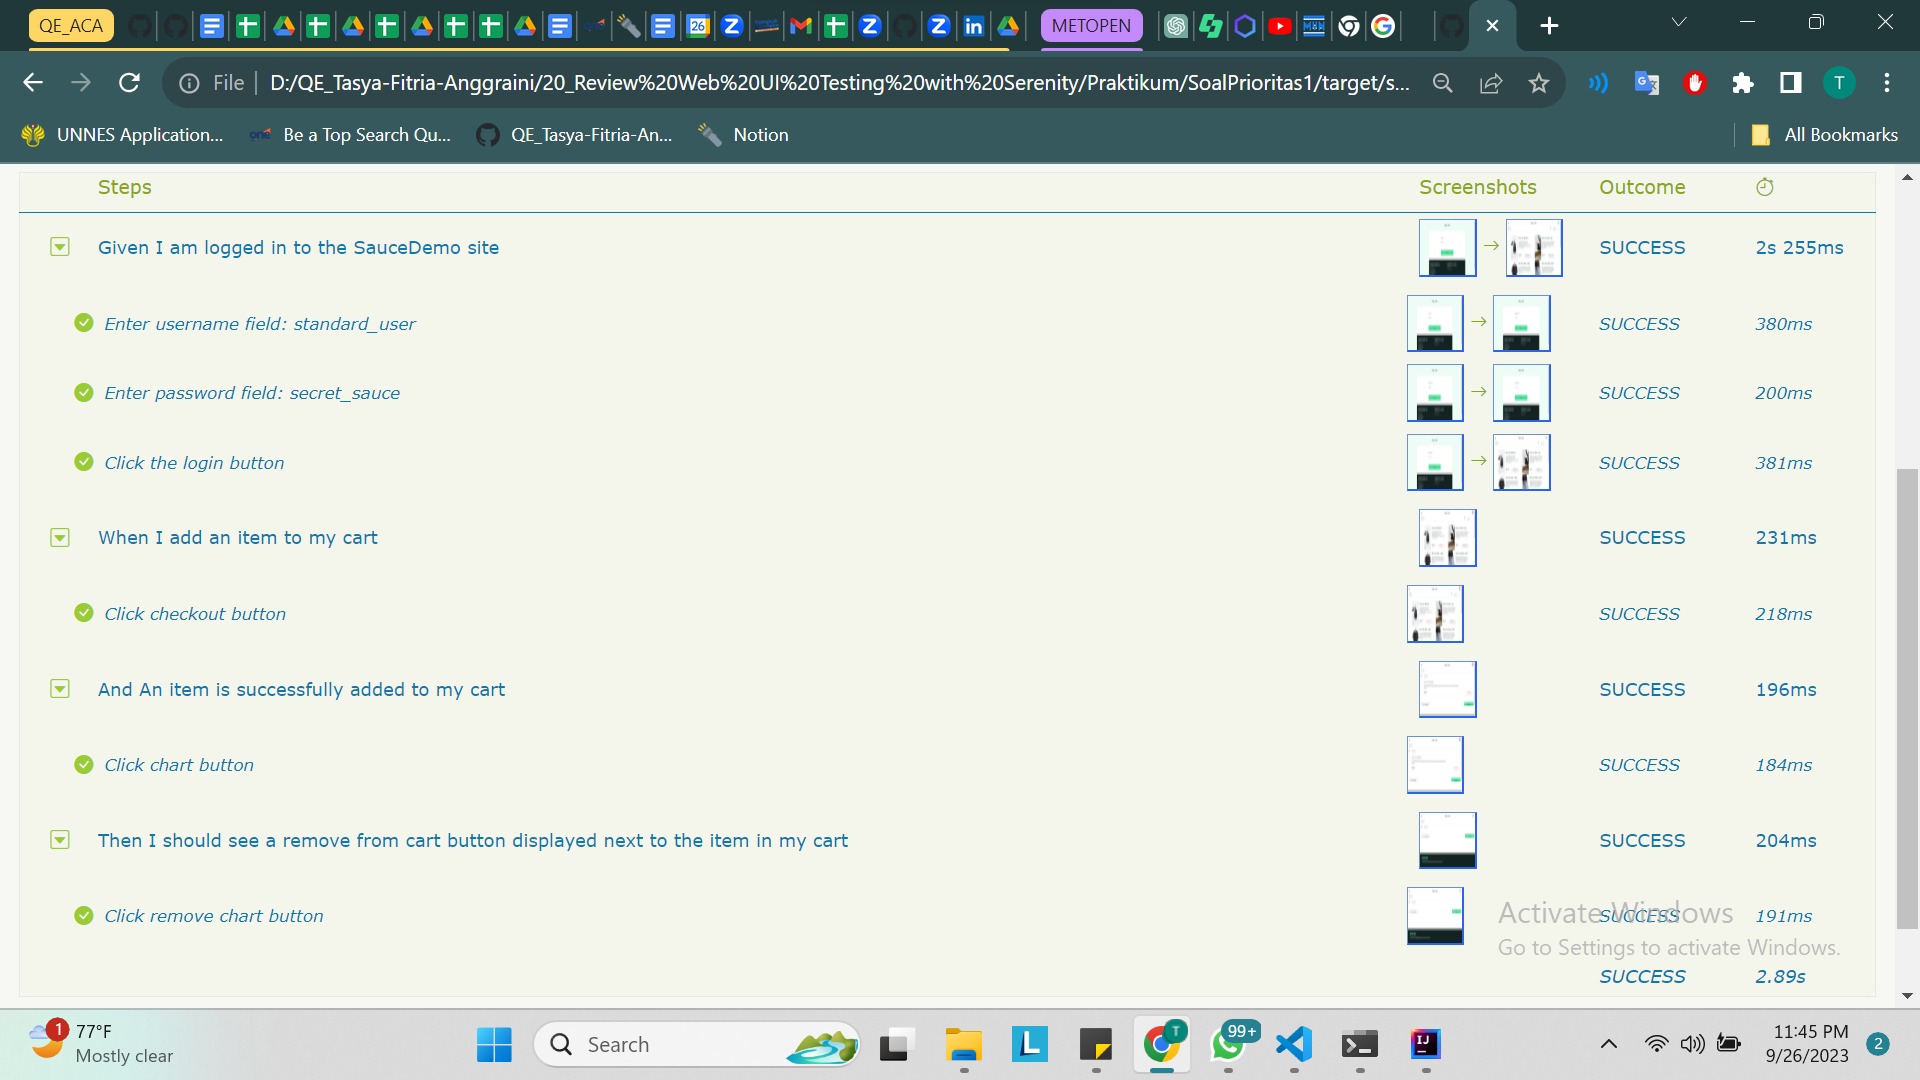 QE_ACA
26
METOPEN
File
D:/QE_Tasya-Fitria-Anggraini/20_Review%20Web%20UI%20Testing%20with%20Serenity/Praktikum/SoalPrioritas1/target/s...
T
UNNES Application...
one Be a Top Search Qu...
QE_Tasya-Fitria-An...
Notion
All Bookmarks
Steps Screenshots Outcome
Given I am logged in to the SauceDemo site SUCCESS 2s 255ms
Enter username field: standard_user SUCCESS 380ms
Enter password field: secret_sauce SUCCESS 200ms
Click the login button SUCCESS 381ms
When I add an item to my cart SUCCESS 231ms
Click checkout button SUCCESS 218ms
And An item is successfully added to my cart SUCCESS 196ms
Click chart button SUCCESS 184ms
Then I should see a remove from cart button displayed next to the item in my cart SUCCESS 204ms
Click remove chart button SUCCESS 191ms
Activate Windows
Go to Settings to activate Windows.
SUCCESS 2.89s
1
77°F
Mostly clear
Search
L
T
99+
IJ
11:45 PM
9/26/2023
2